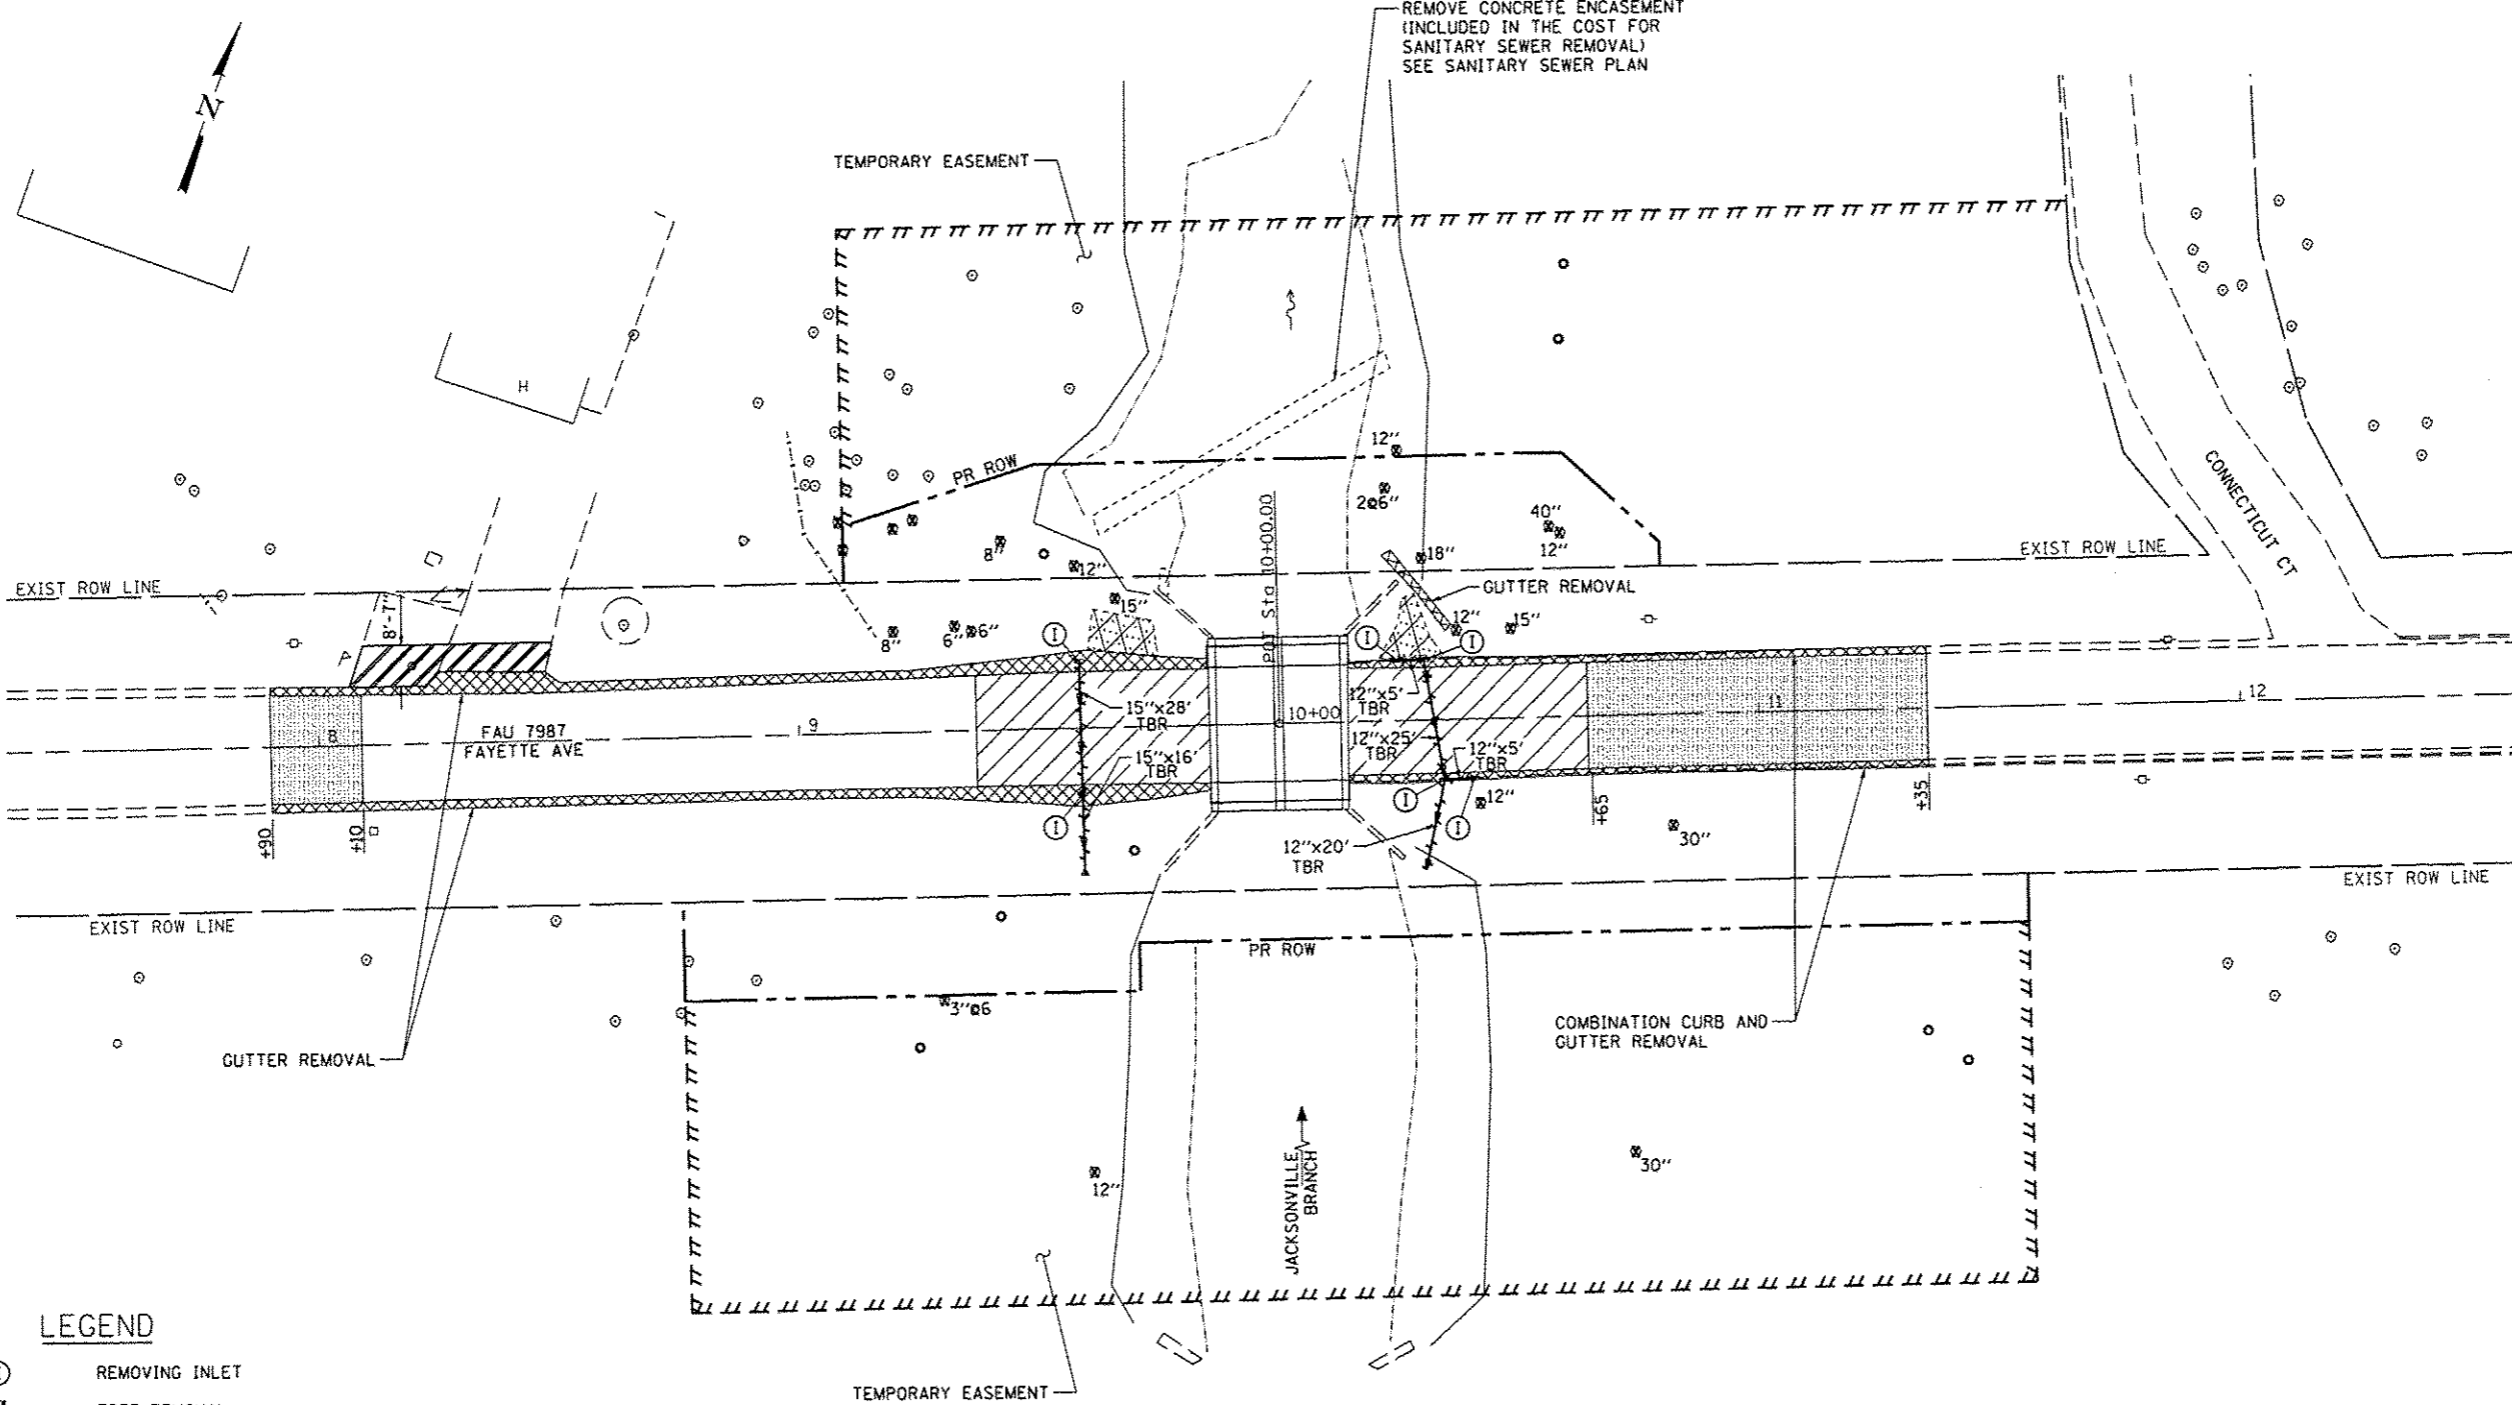 REMOVE CONCRETE ENCASEMENT
(INCLUDED IN THE COST FOR
SANITARY SEWER REMOVAL)
SEE SANITARY SEWER PLAN
N
TEMPORARY EASEMENT
H
PR ROW
12"
2@6"
40"
12"
18"
8"
12"
POT Sta 10+00.00
CONNECTICUT CT
EXIST ROW LINE
EXIST ROW LINE
GUTTER REMOVAL
8'-7"
15"
12"
15"
8"
6"
6"
I
I
I
15"x28'
TBR
12"x5'
TBR
10+00
11
12
8
FAU 7987
FAYETTE AVE
9
12"x25'
TBR
12"x5'
TBR
15"x16'
TBR
+90
+10
I
I
I
12"
+65
+35
12"x20'
TBR
30"
EXIST ROW LINE
EXIST ROW LINE
PR ROW
3"@6
GUTTER REMOVAL
COMBINATION CURB AND
GUTTER REMOVAL
JACKSONVILLE
BRANCH
12"
30"
LEGEND
REMOVING INLET
TEMPORARY EASEMENT